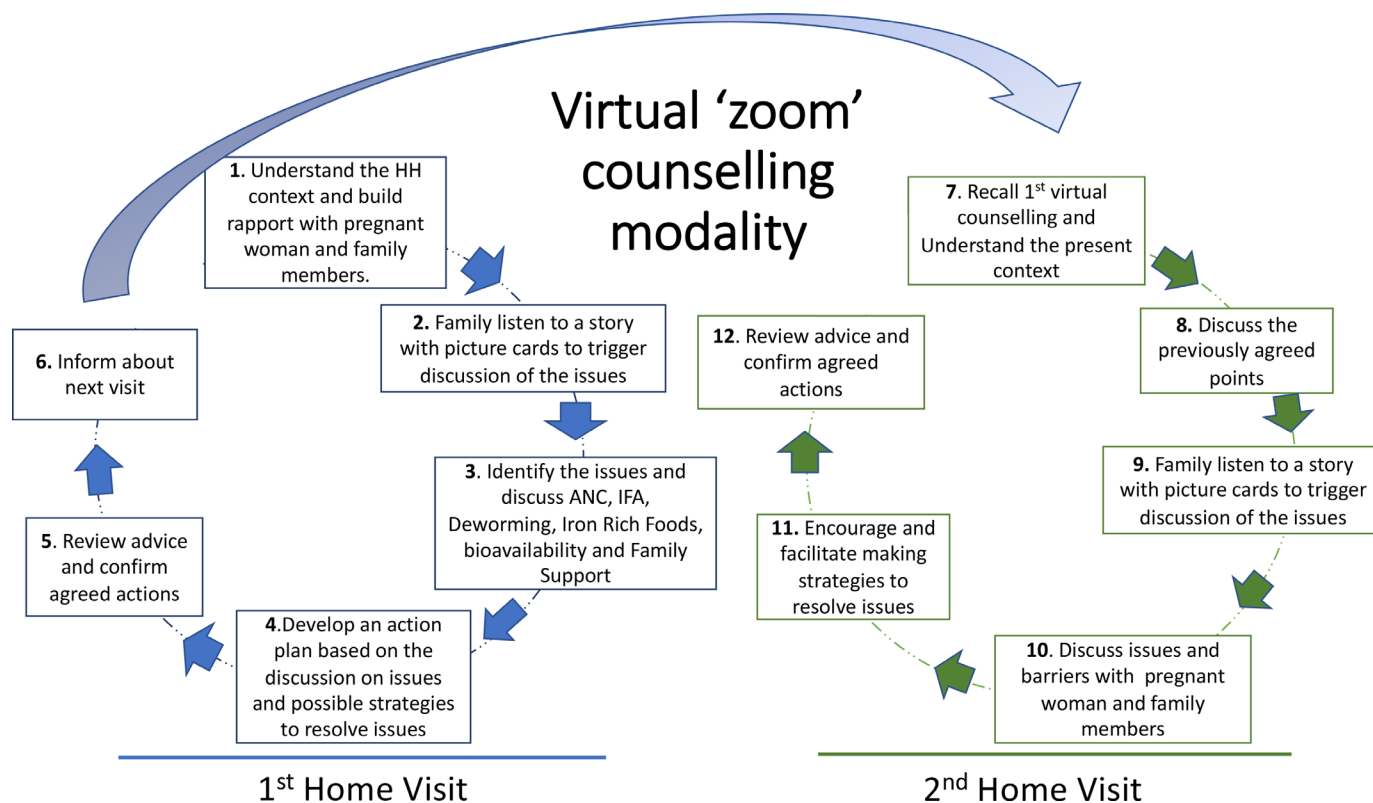 Virtual ‘zoom’
counselling
modality
1. Understand the HH
context and build
rapport with pregnant
woman and family
members.
2. Family listen to a story
with picture cards to trigger
discussion of the issues
3. Identify the issues and
discuss ANC, IFA,
Deworming, Iron Rich Foods,
bioavailability and Family
Support
4.Develop an action
plan based on the
discussion on issues
and possible strategies
to resolve issues
5. Review advice
and confirm
agreed actions
6. Inform about
next visit
1st Home Visit
7. Recall 1st virtual
counselling and
Understand the present
context
8. Discuss the
previously agreed
points
9. Family listen to a story
with picture cards to trigger
discussion of the issues
10. Discuss issues and
barriers with pregnant
woman and family
members
11. Encourage and
facilitate making
strategies to
resolve issues
12. Review advice and
confirm agreed
actions
2nd Home Visit